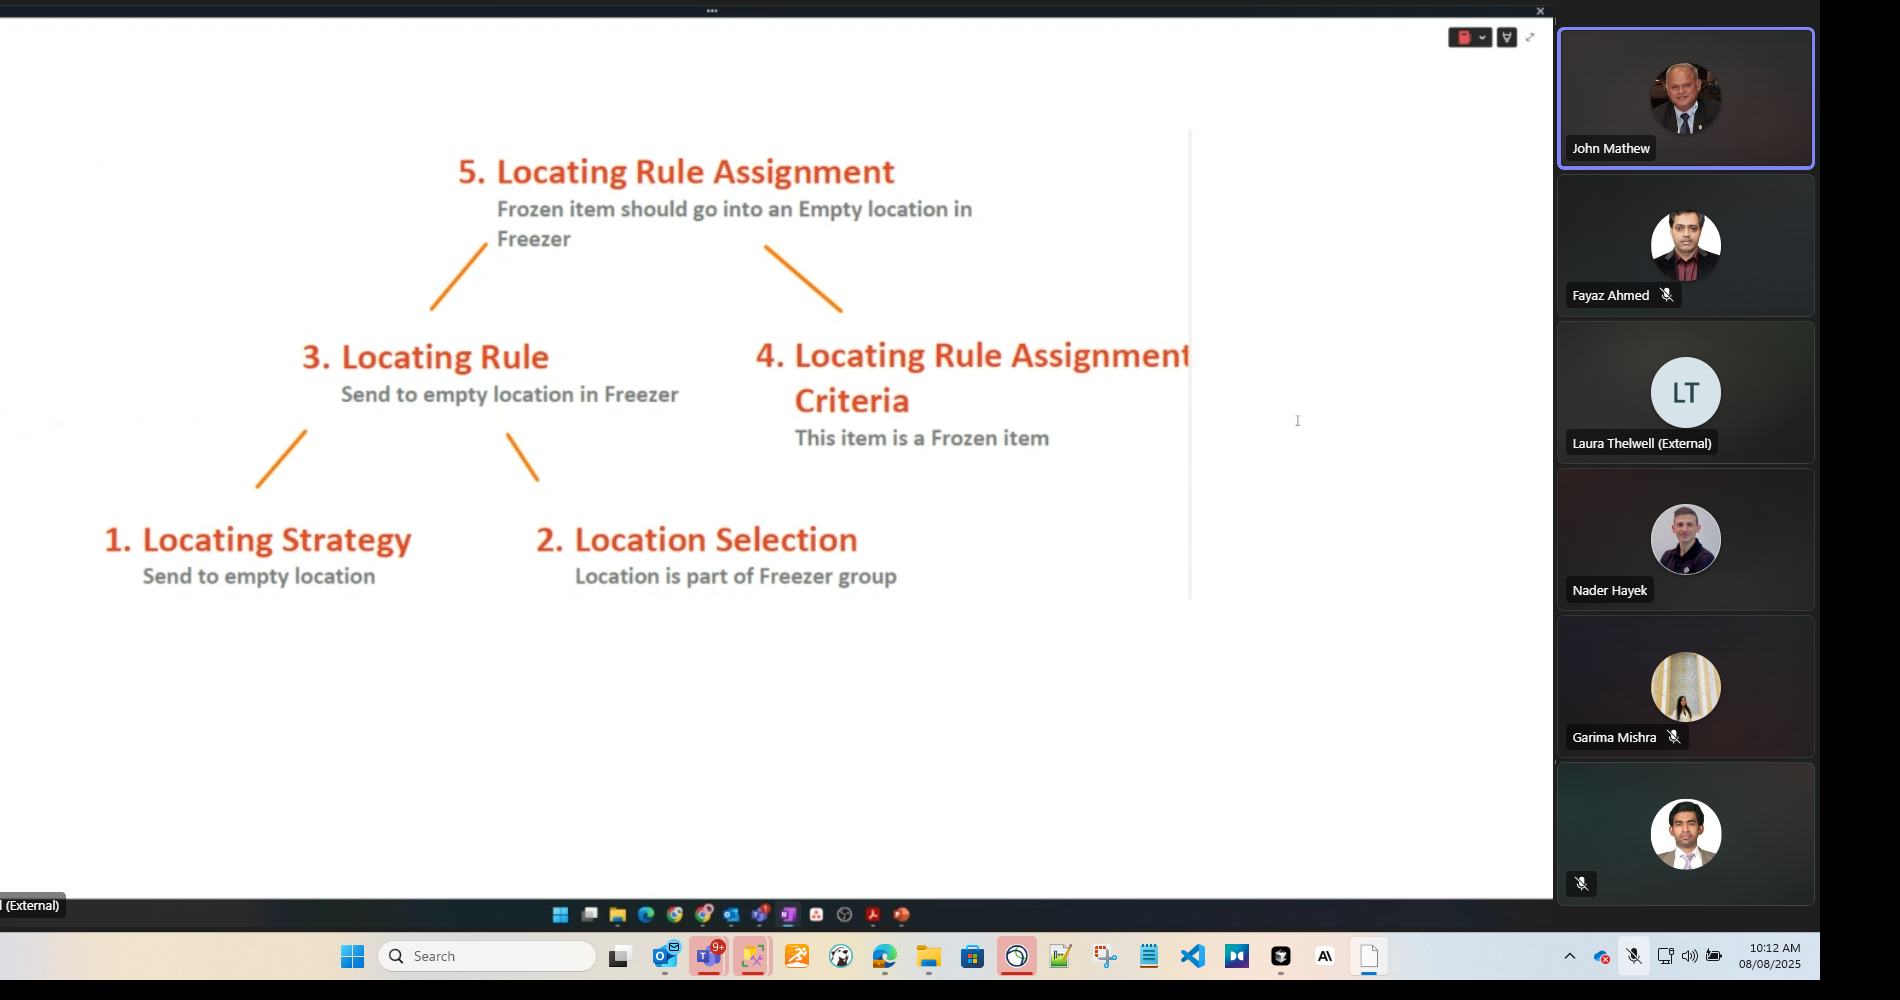 5. Locating Rule Assignment
Frozen item should go into an Empty location in
Freezer
3. Locating Rule
Send to empty location in Freezer
4. Locating Rule Assignment
Criteria
This item is a Frozen item
1. Locating Strategy
Send to empty location
2. Location Selection
Location is part of Freezer group
John Mathew
Fayaz Ahmed
LT
Laura Thelwell (External)
Nader Hayek
Garima Mishra
l (External)
Search
9+
10:12 AM
08/08/2025